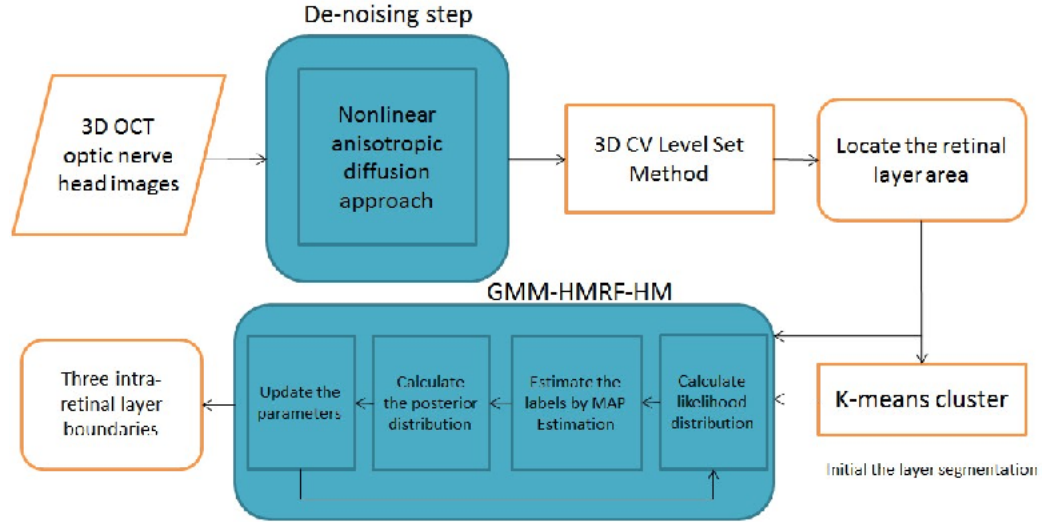 De-noising step
3D OCT
optic nerve
head images
Nonlinear
anisotropic
diffusion
approach
3D CV Level Set
Method
Locate the retinal
layer area
GMM-HMRF-HM
Three intra-
retinal layer
boundaries
Update the
parameters
Calculate
the posterior
distribution
Estimate the
labels by MAP
Estimation
Calculate
likelihood
distribution
K-means cluster
Initial the layer segmentation